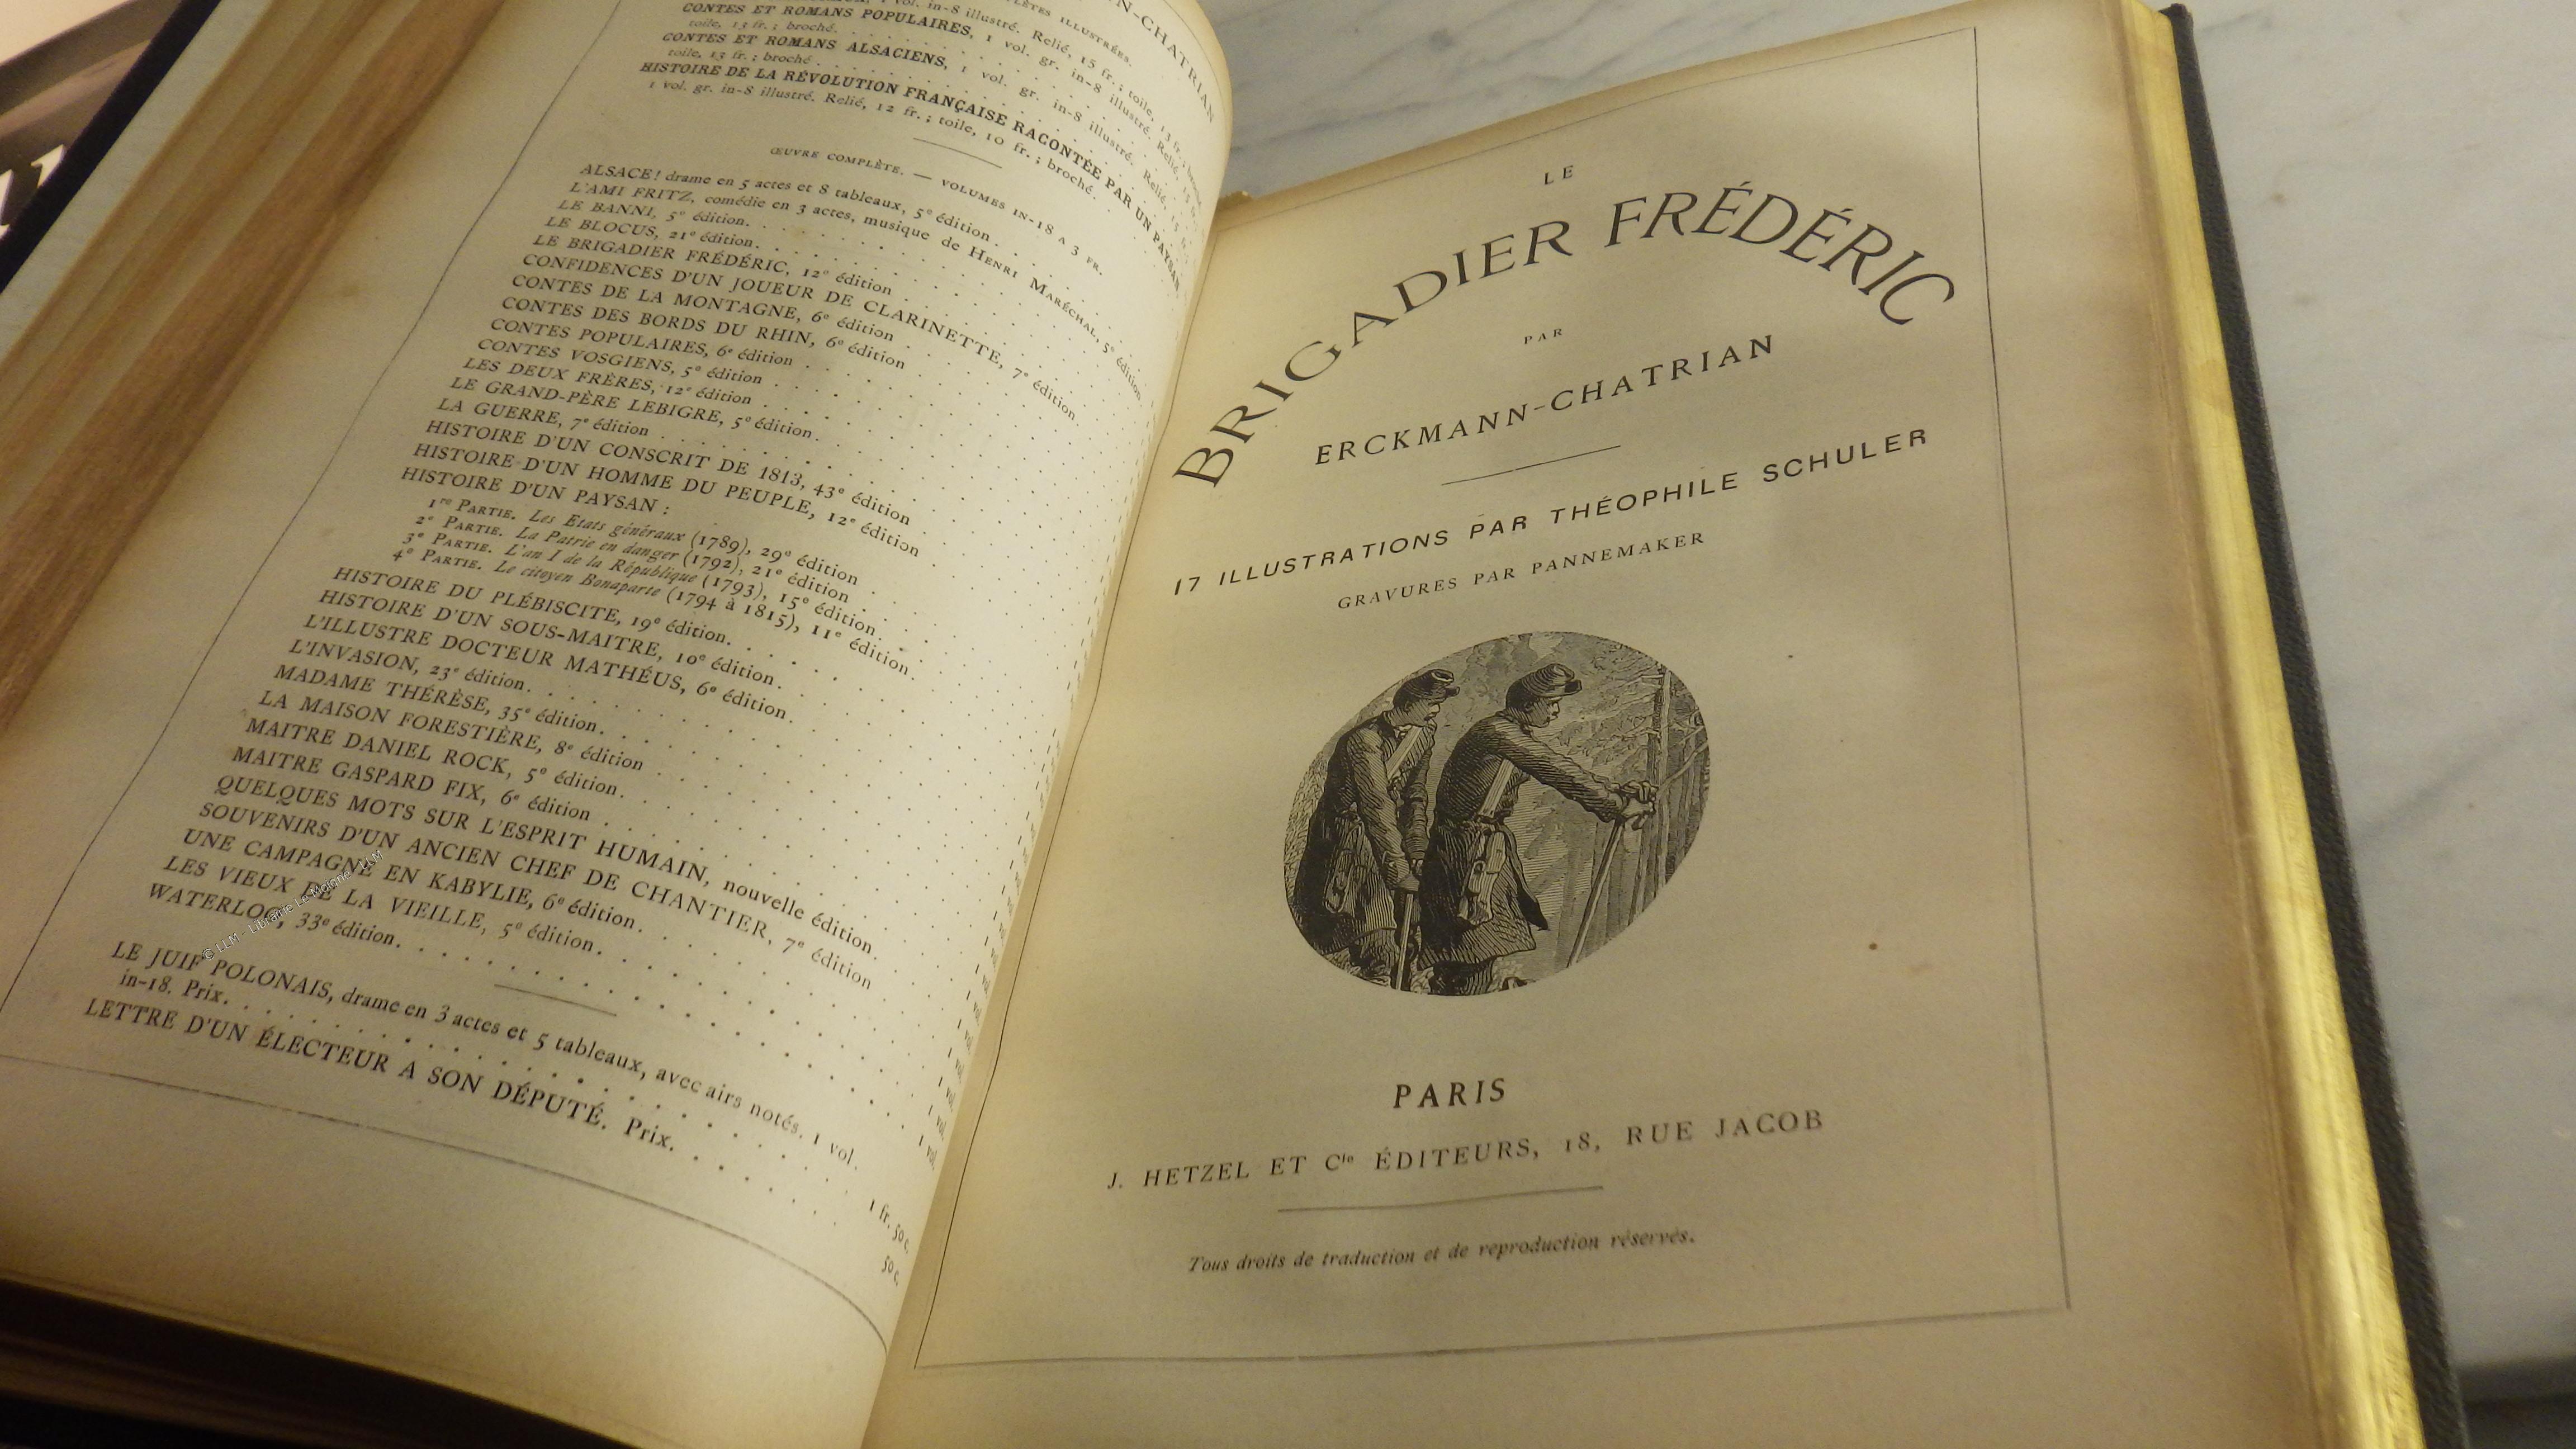 N-CHATRIAN
CONTES ET ROMANS POPULAIRES, 1 vol. gr. in-8 illustré. Relié, 15 fr.;
toile, 13 fr.; broché.
CONTES ET ROMANS ALSACIENS, 1 vol. gr. in-8 illustré. Relié, 15 fr.;
toile, 13 fr.; broché
HISTOIRE DE LA RÉVOLUTION FRANÇAISE RACONTÉE PAR UN PAYSAN,
1 vol. gr. in-8 illustré. Relié, 12 fr.; toile, 10 fr.; broché.
ŒUVRE COMPLÈTE. — VOLUMES IN-18 A 3 FR.
ALSACE! drame en 5 actes et 8 tableaux, 5e édition
L'AMI FRITZ, comédie en 3 actes, musique de HENRI MARÉCHAL, 5e édition
LE BANNI, 5e édition.
LE BLOCUS, 21e édition.
LE BRIGADIER FRÉDÉRIC, 12e édition
CONFIDENCES D'UN JOUEUR DE CLARINETTE, 7e édition
CONTES DE LA MONTAGNE, 6e édition
CONTES DES BORDS DU RHIN, 6e édition
CONTES POPULAIRES, 6e édition
CONTES VOSGIENS, 5e édition
LES DEUX FRÈRES, 12e édition
LE GRAND-PÈRE LEBIGRE, 5e édition.
LA GUERRE, 7e édition
HISTOIRE D'UN CONSCRIT DE 1813, 43e édition
HISTOIRE D'UN HOMME DU PEUPLE, 12e édition
HISTOIRE D'UN PAYSAN :
1re PARTIE. Les Etats généraux (1789), 29e édition
2e PARTIE. La Patrie en danger (1792), 21e édition
3e PARTIE. L'an I de la République (1793), 15e édition.
4e PARTIE. Le citoyen Bonaparte (1794 à 1815), 11e édition.
HISTOIRE DU PLÉBISCITE, 19e édition.
HISTOIRE D'UN SOUS-MAITRE, 10e édition.
L'ILLUSTRE DOCTEUR MATHÉUS, 6e édition.
L'INVASION, 23e édition.
MADAME THÉRÈSE, 35e édition.
LA MAISON FORESTIÈRE, 8e édition
MAITRE DANIEL ROCK, 5e édition.
MAITRE GASPARD FIX, 6e édition
QUELQUES MOTS SUR L'ESPRIT HUMAIN, nouvelle édition.
SOUVENIRS D'UN ANCIEN CHEF DE CHANTIER, 7e édition
UNE CAMPAGNE EN KABYLIE, 6e édition.
LES VIEUX DE LA VIEILLE, 5e édition.
WATERLOO, 33e édition.
LE JUIF POLONAIS, drame en 3 actes et 5 tableaux, avec airs notés. 1 vol.
in-18. Prix. 1 fr. 50 c.
LETTRE D'UN ÉLECTEUR A SON DÉPUTÉ. Prix. 50 c.
© LLM - Librairie Le
LE
BRIGADIER FRÉDÉRIC
PAR
ERCKMANN-CHATRIAN
17 ILLUSTRATIONS PAR THÉOPHILE SCHULER
GRAVURES PAR PANNEMAKER
PARIS
J. HETZEL ET Cie ÉDITEURS, 18, RUE JACOB
Tous droits de traduction et de reproduction réservés.